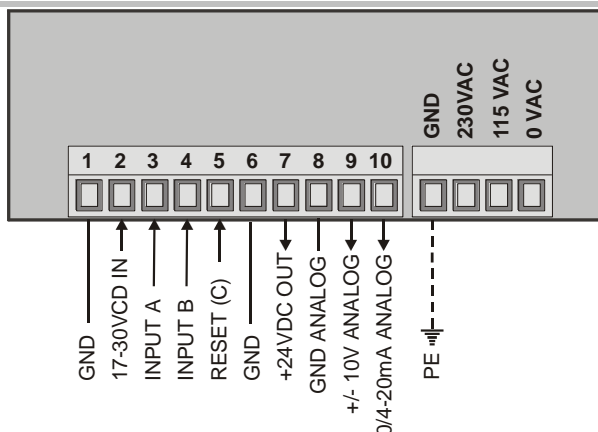 GND
230VAC
115 VAC
0 VAC
1 2 3 4 5 6 7 8 9 10
GND
17-30VCD IN
INPUT A
INPUT B
RESET (C)
GND
+24VDC OUT
GND ANALOG
+/- 10V ANALOG
0/4-20mA ANALOG
PE